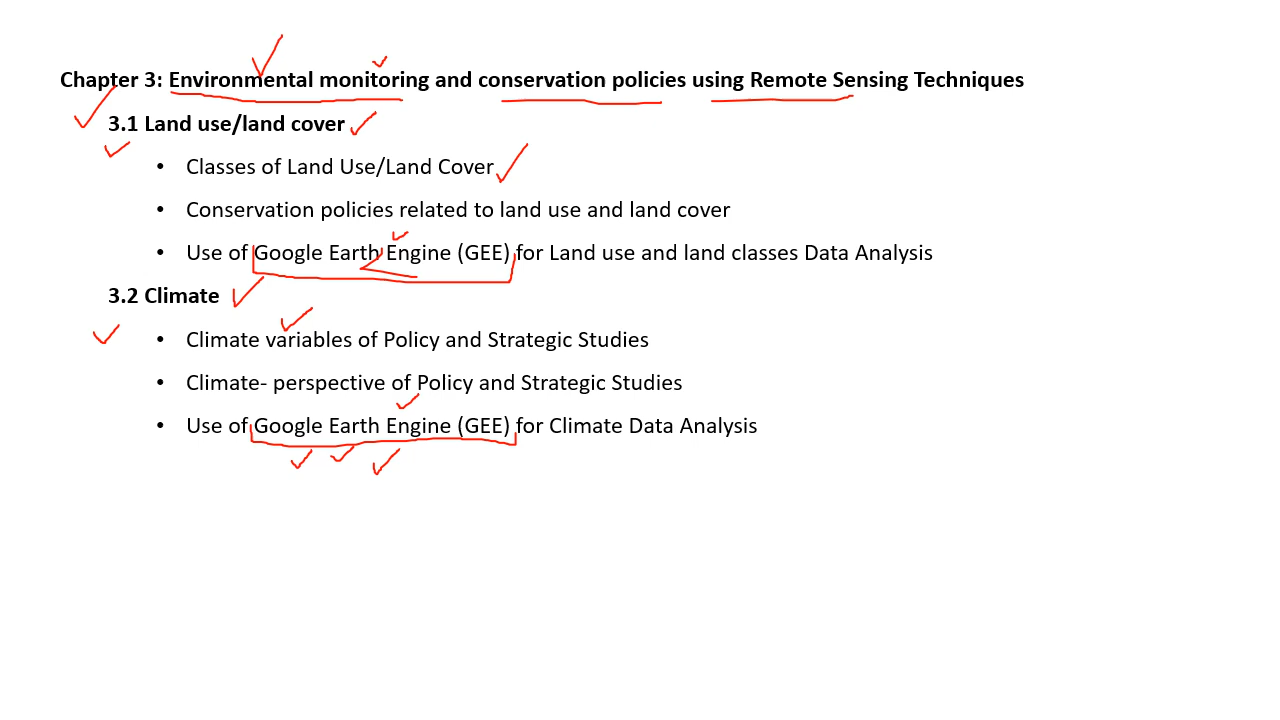 Chapter 3: Environmental monitoring and conservation policies using Remote Sensing Techniques
3.1 Land use/land cover
• Classes of Land Use/Land Cover
• Conservation policies related to land use and land cover
• Use of Google Earth Engine (GEE) for Land use and land classes Data Analysis
3.2 Climate
• Climate variables of Policy and Strategic Studies
• Climate- perspective of Policy and Strategic Studies
• Use of Google Earth Engine (GEE) for Climate Data Analysis